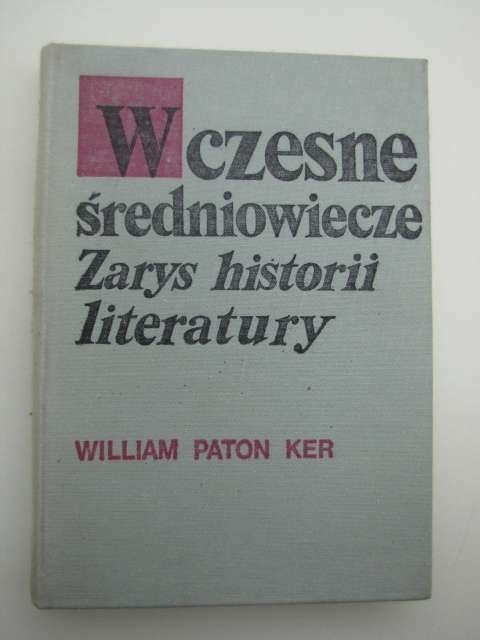 Wczesne
średniowiecze
Zarys historii
literatury
WILLIAM PATON KER